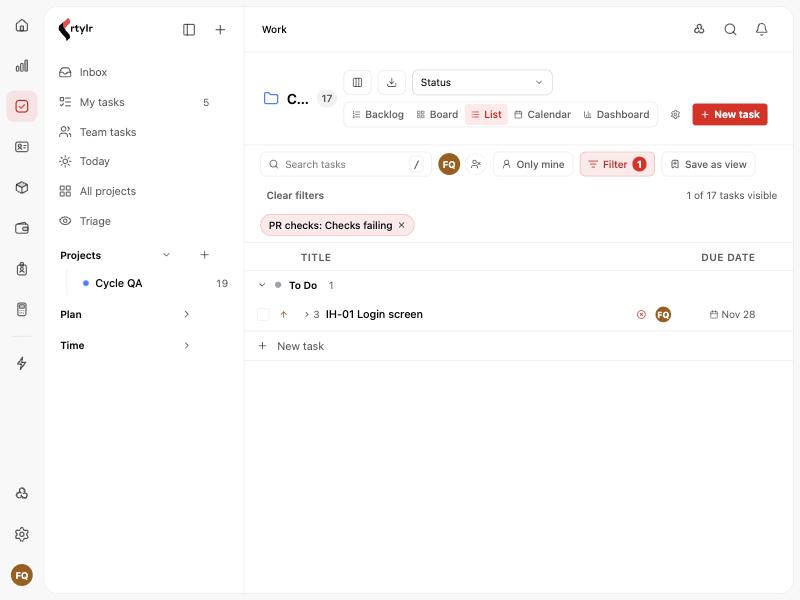 rtylr
Work
Inbox
My tasks 5
Team tasks
Today
All projects
Triage
Projects
Cycle QA 19
Plan
Time
FQ
C... 17
Status
Backlog Board List Calendar Dashboard
+ New task
Search tasks /
FQ
Only mine
Filter 1
Save as view
Clear filters
1 of 17 tasks visible
PR checks: Checks failing ×
TITLE DUE DATE
To Do 1
3 IH-01 Login screen FQ Nov 28
+ New task